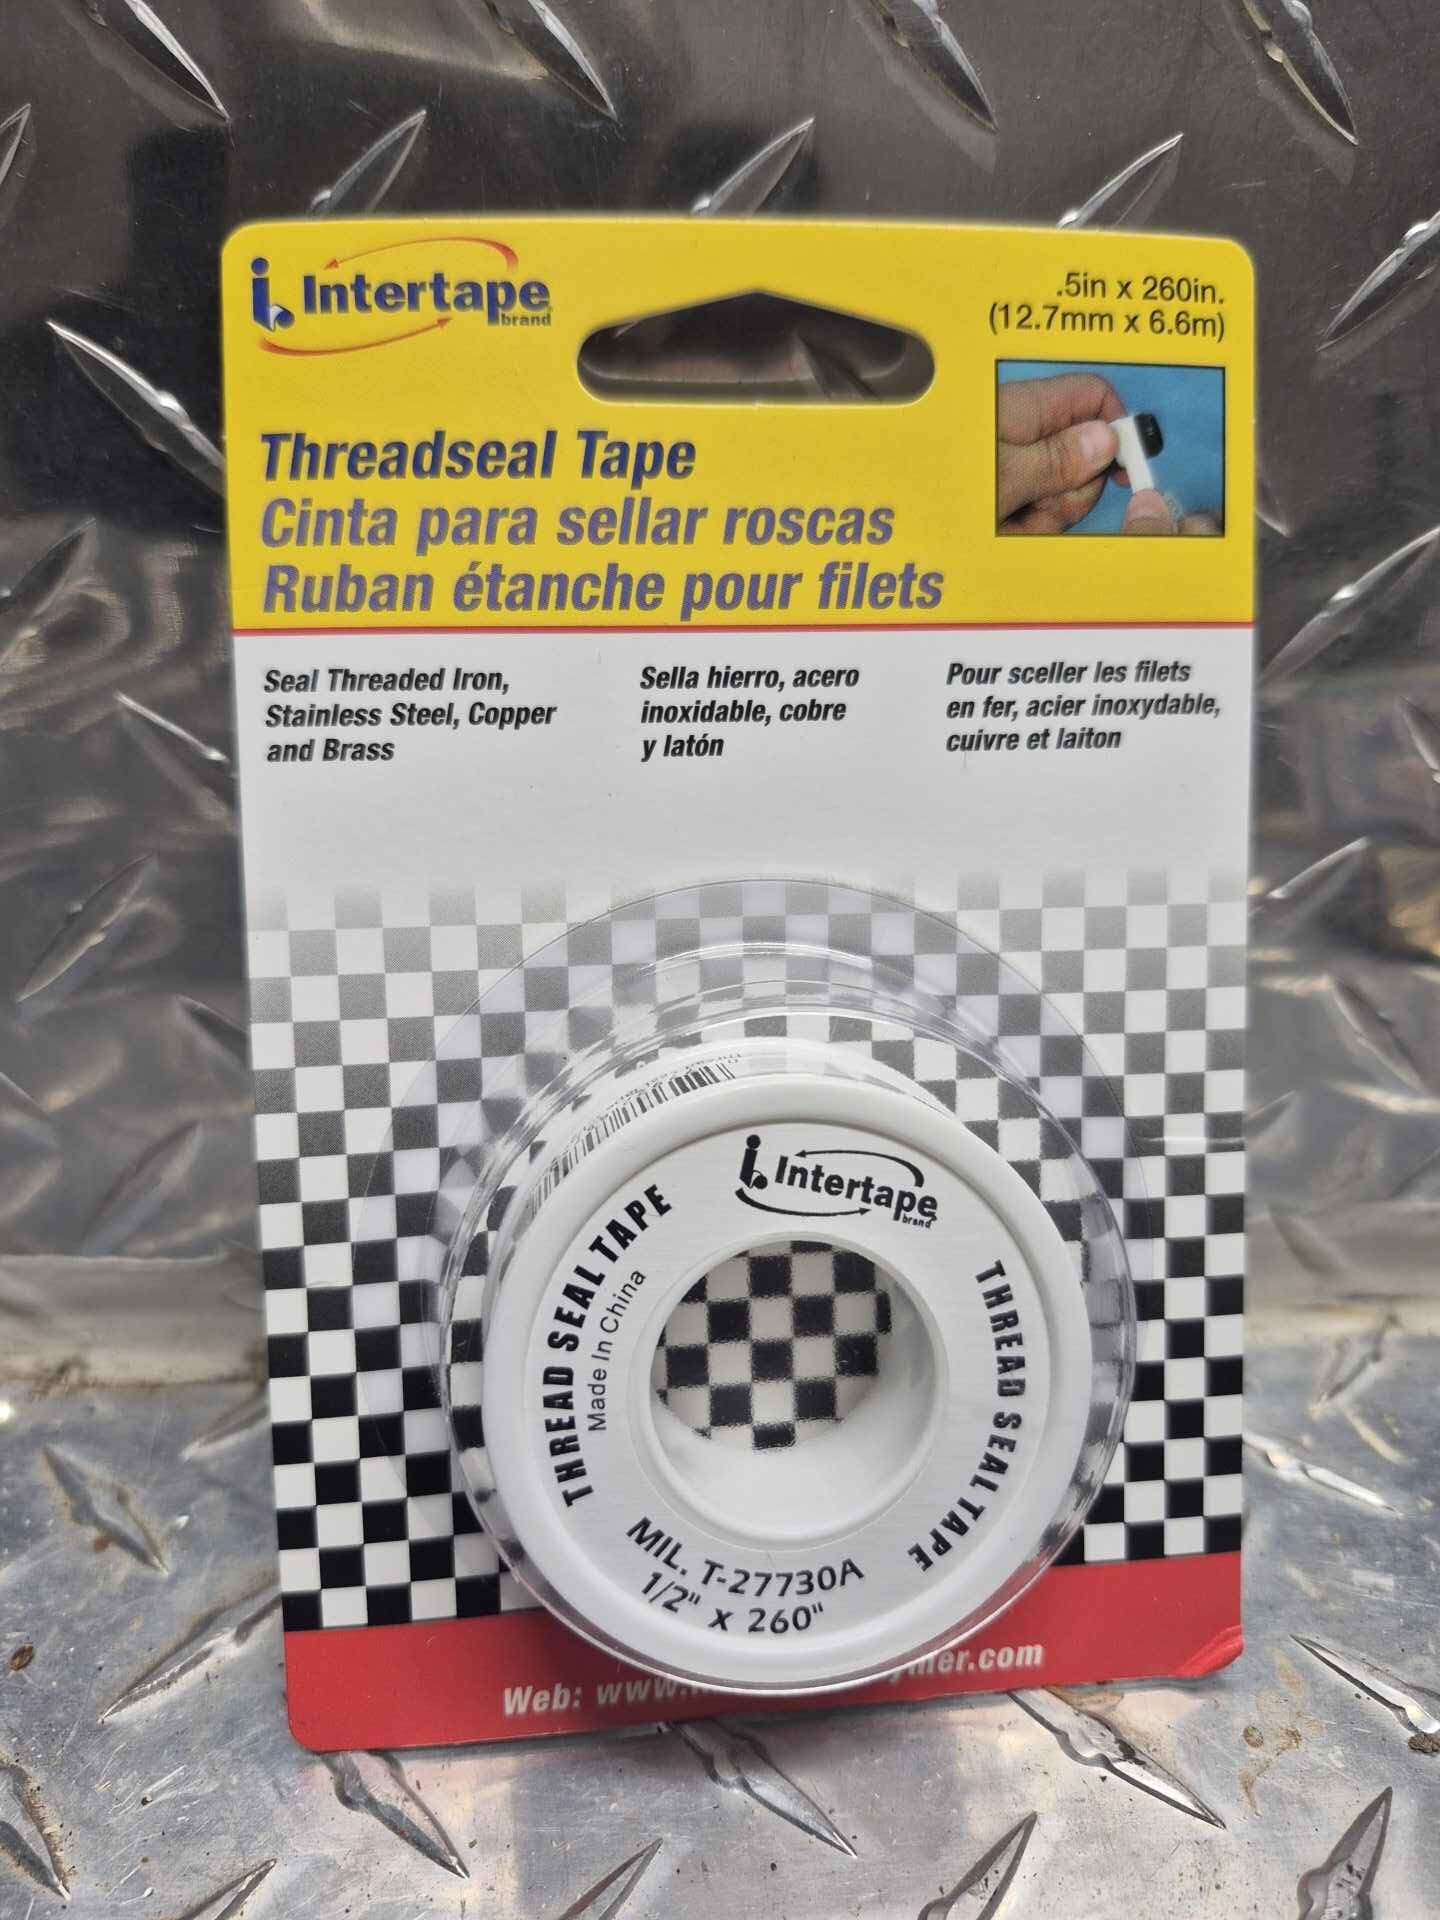 Intertape
brand
.5in x 260in.
(12.7mm x 6.6m)
Threadseal Tape
Cinta para sellar roscas
Ruban étanche pour filets
Seal Threaded Iron,
Stainless Steel, Copper
and Brass
Sella hierro, acero
inoxidable, cobre
y latón
Pour sceller les filets
en fer, acier inoxydable,
cuivre et laiton
Intertape
brand
THREAD SEAL TAPE
Made In China
THREAD SEAL TAPE
MIL. T-27730A
1/2" x 260"
Web: www.